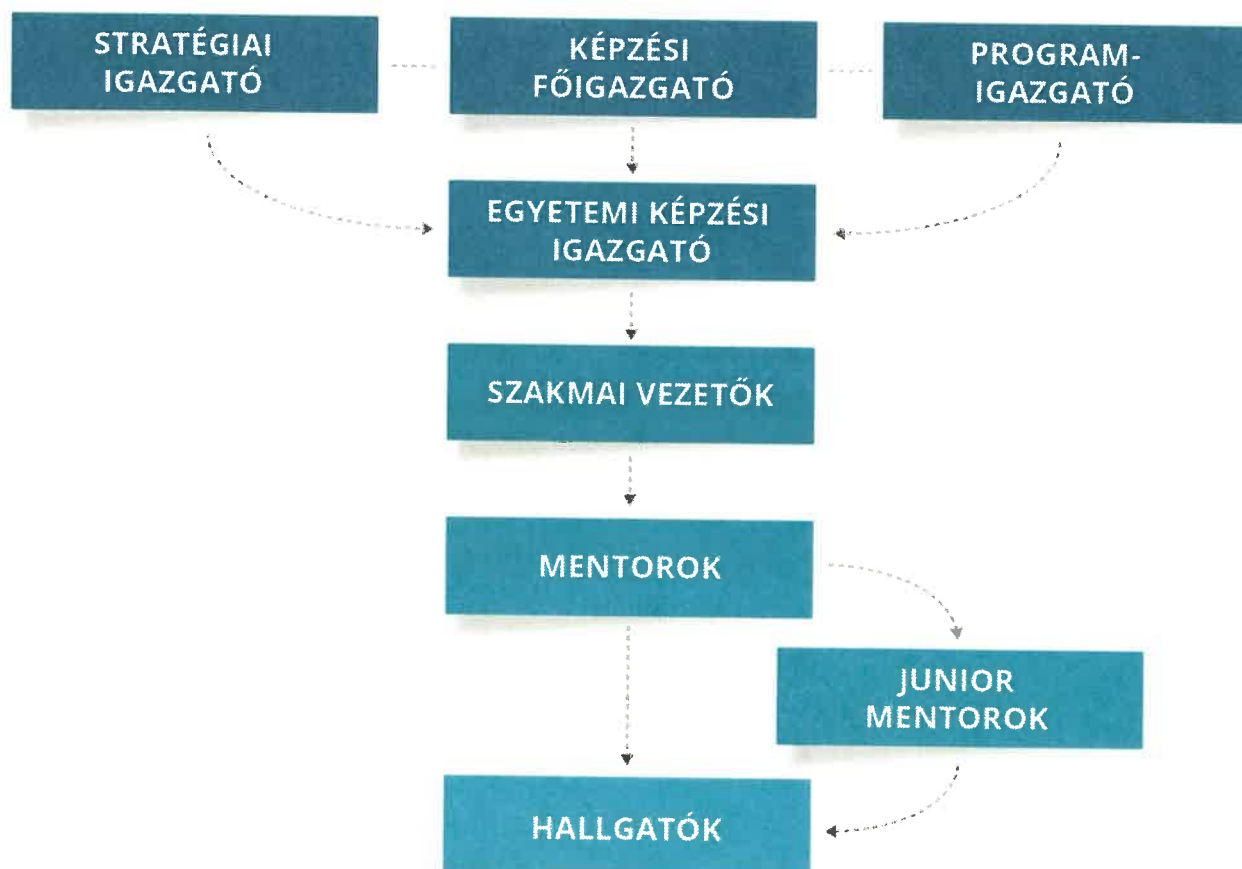 STRATÉGIAI
IGAZGATÓ
KÉPZÉSI
FŐIGAZGATÓ
PROGRAM-
IGAZGATÓ
EGYETEMI KÉPZÉSI
IGAZGATÓ
SZAKMAI VEZETŐK
MENTOROK
JUNIOR
MENTOROK
HALLGATÓK